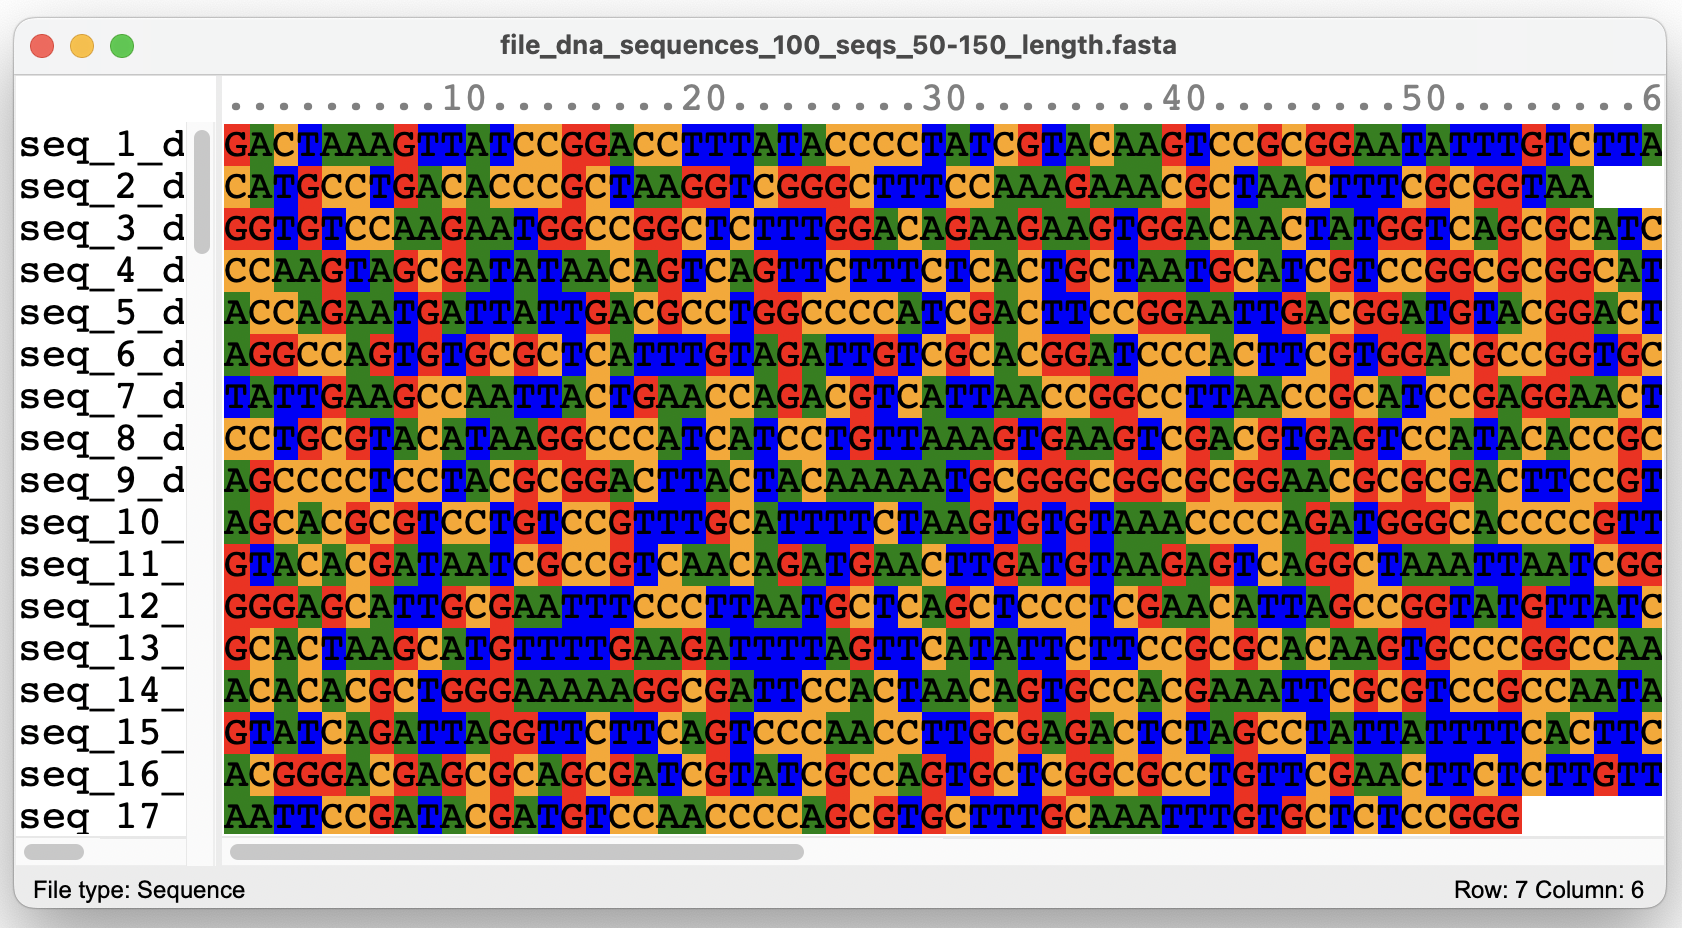 file_dna_sequences_100_seqs_50-150_length.fasta
.........10.........20.........30.........40.........50........6
seq_1_d GACTAAAGTTATCCGGACCTTTATACCCCTATCGTACAAGTCCGCGGAATATTTGTCTTA
seq_2_d CATGCCTGACACCCGCTAAGGTCGGGCTTTCCAAAGAAACGCTAACTTTCGCGGTAA
seq_3_d GGTGTCCAAGAATGGCCGGCTCTTTGGACAGAAGAAGTGGACAACTATGGTCAGCGCATC
seq_4_d CCAAGTAGCGATATAACAGTCAGTTCTTTCTCACTGCTAATGCATCGTCCGGCGCGGCAT
seq_5_d ACCAGAATGATTATTGACGCCTGGCCCCATCGACTTCCGGAATTGACGGATGTACGGACT
seq_6_d AGGCCAGTGTGCGCTCATTTGTAGATTGTCGCACGGATCCCACTTCGTGGACGCCGGTGC
seq_7_d TATTGAAGCCAATTACTGAACCAGACGTCATTAACCGGCCTTAACCGCATCCGAGGAACT
seq_8_d CCTGCGTACATAAGGCCCATCATCCTGTTAAAGTGAAGTCGACGTGAGTCCATACACCGC
seq_9_d AGCCCCTCCTACGCGGACTTACTACAAAAATGCGGGCGGCGCGGAACGCGCGACTTCCGT
seq_10_ AGCACGCGTCCTGTCCGTTTGCATTTTCTAAGTGTGTAAACCCCAGATGGGCACCCCGTT
seq_11_ GTACACGATAATCGCCGTCAACAGATGAACTTGATGTAAGAGTCAGGCTAAATTAATCGG
seq_12_ GGGAGCATTGCGAATTTCCCTTAATGCTCAGCTCCCTCGAACATTAGCCGGTATGTTATC
seq_13_ GCACTAAGCATGTTTTGAAGATTTTAGTTCATATTCTTCCGCGCACAAGTGCCCGGCCAA
seq_14_ ACACACGCTGGGAAAAAGGCGATTCCACTAACAGTGCCACGAAATTCGCGTCCGCCAATA
seq_15_ GTATCAGATTAGGTTCTTCAGTCCCAACCTTGCGAGACTCTAGCCTATTATTTTCACTTC
seq_16_ ACGGGACGAGCGCAGCGATCGTATCGCCAGTGCTCGGCGCCTGTTCGAACTTCTCTTGTT
seq_17 AATTCCGATACGATGTCCAACCCCAGCGTGCTTTGCAAATTTGTGCTCTCCGGG
File type: Sequence
Row: 7 Column: 6